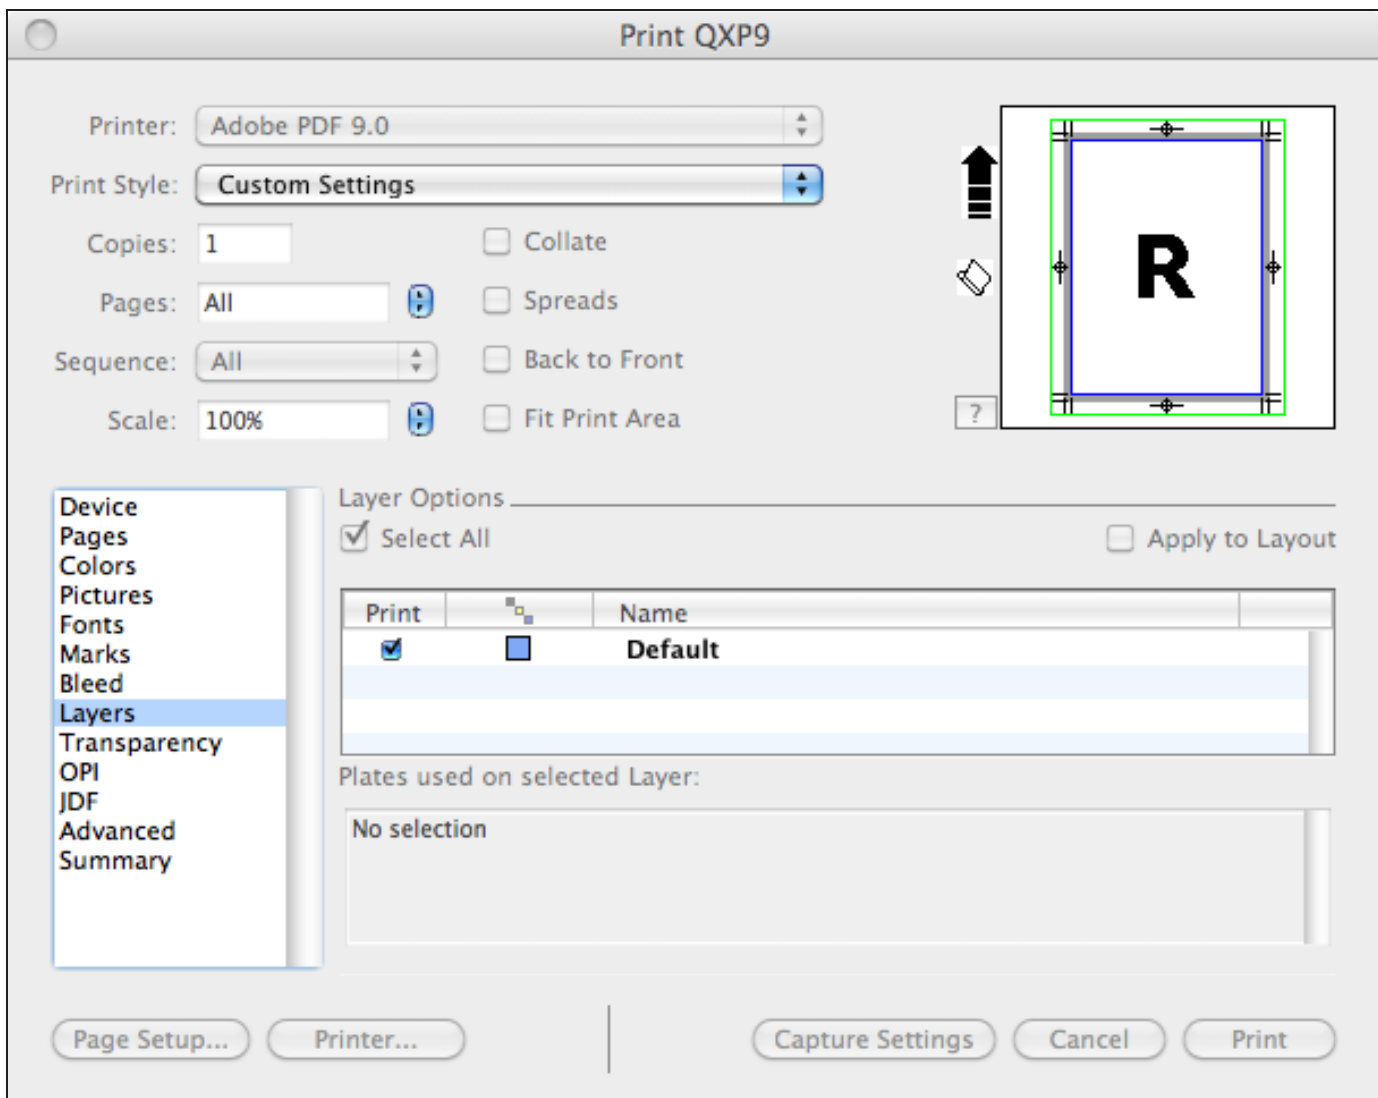 Print QXP9
Printer: Adobe PDF 9.0
Print Style: Custom Settings
Copies: 1 Collate
Pages: All Spreads
Sequence: All Back to Front
Scale: 100% Fit Print Area
R
?
Device
Pages
Colors
Pictures
Fonts
Marks
Bleed
Layers
Transparency
OPI
JDF
Advanced
Summary
Layer Options
Select All Apply to Layout
Print Name
Default
Plates used on selected Layer:
No selection
Page Setup... Printer... Capture Settings Cancel Print